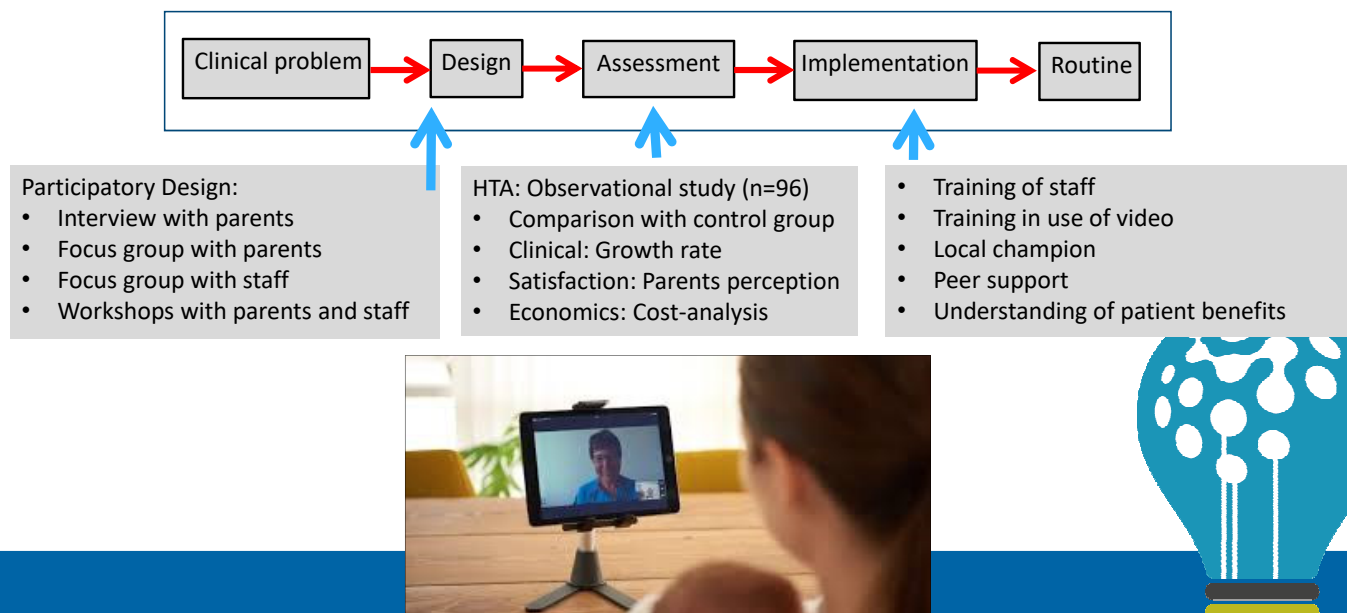 Clinical problem
Design
Assessment
Implementation
Routine
Participatory Design:
• Interview with parents
• Focus group with parents
• Focus group with staff
• Workshops with parents and staff
HTA: Observational study (n=96)
• Comparison with control group
• Clinical: Growth rate
• Satisfaction: Parents perception
• Economics: Cost-analysis
• Training of staff
• Training in use of video
• Local champion
• Peer support
• Understanding of patient benefits